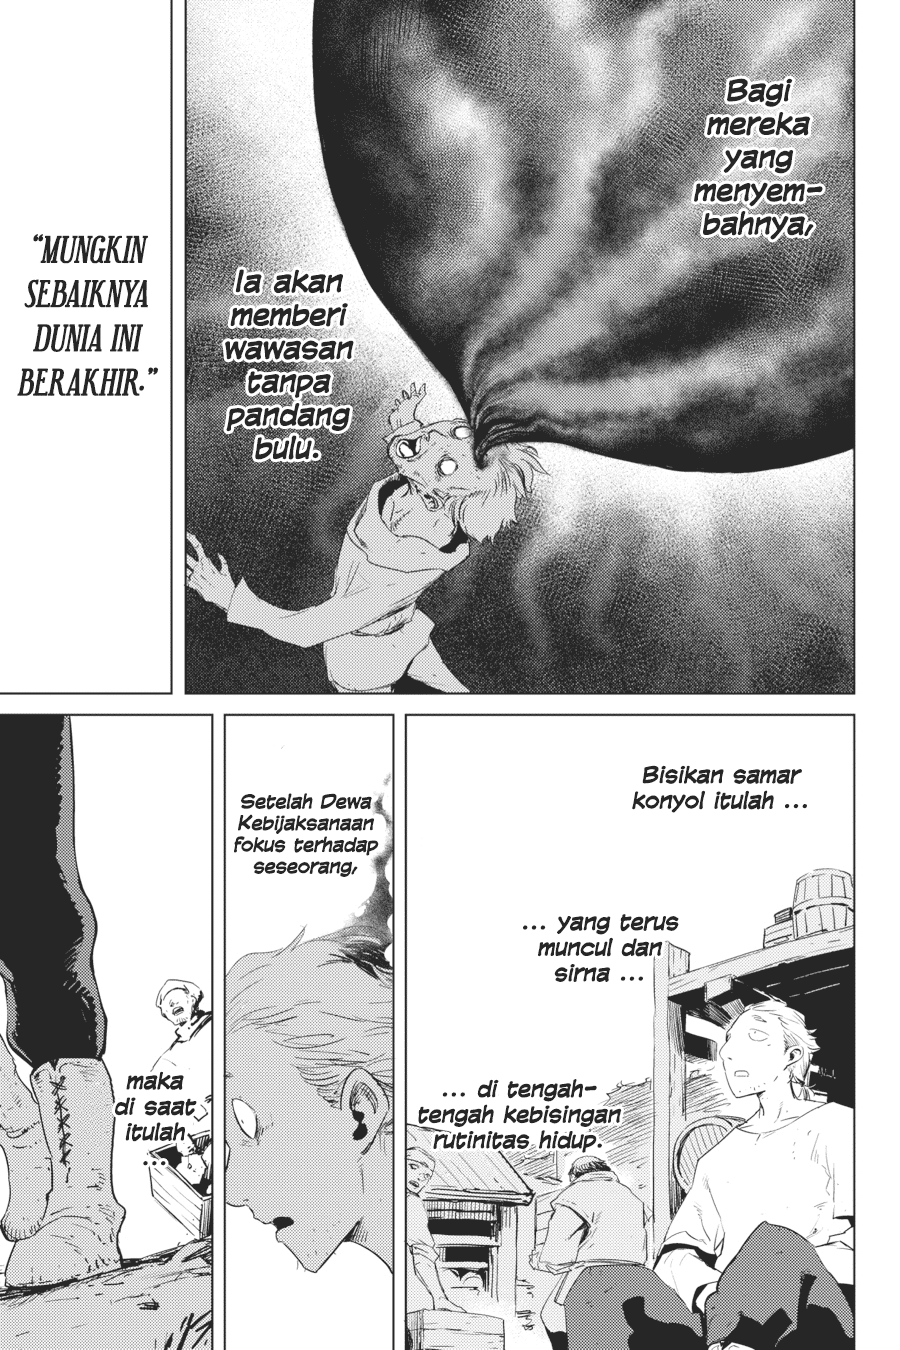 Bagi
mereka
yang
menyem-
bahnya,
Ia akan
memberi
wawasan
tanpa
pandang
bulu.
"MUNGKIN
SEBAIKNYA
DUNIA INI
BERAKHIR."
Bisikan samar
konyol itulah ...
... yang terus
muncul dan
sirna ...
... di tengah-
tengah kebisingan
rutinitas hidup.
Setelah Dewa
Kebijaksanaan
fokus terhadap
seseorang,
maka
di saat
itulah
...